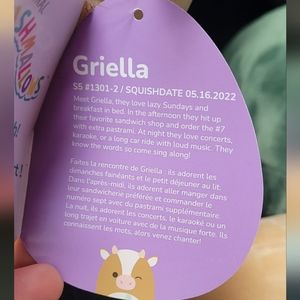 Griella
S5 #1301-2 / SQUISHDATE 05.16.2022
Meet Griella, they love lazy Sundays and
breakfast in bed. In the afternoon they hit up
their favorite sandwich shop and order the #7
with extra pastrami. At night they love concerts,
karaoke, or a long car ride with loud music. They
know the words so come sing along!
Faites la rencontre de Griella : ils adorent les
dimanches fainéants et le petit déjeuner au lit.
Dans l'après-midi, ils adorent aller manger dans
leur sandwicherie préférée et commander le
numéro sept avec du pastrami supplémentaire.
La nuit, ils adorent les concerts, le karaoké ou un
long trajet en voiture avec de la musique forte. Ils
connaissent les mots, alors venez chanter!